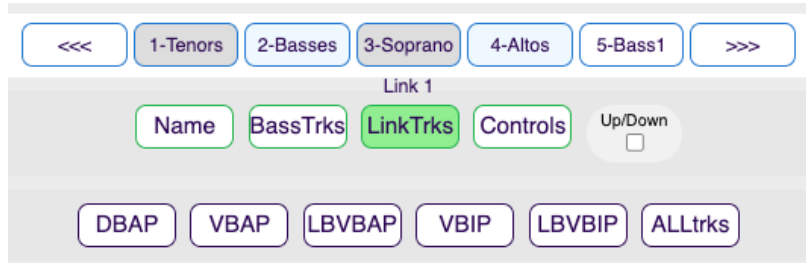 <<< 1-Tenors 2-Basses 3-Soprano 4-Altos 5-Bass1 >>>
Link 1
Name BassTrks LinkTrks Controls Up/Down
DBAP VBAP LBVBAP VBIP LBVBIP ALLtrks